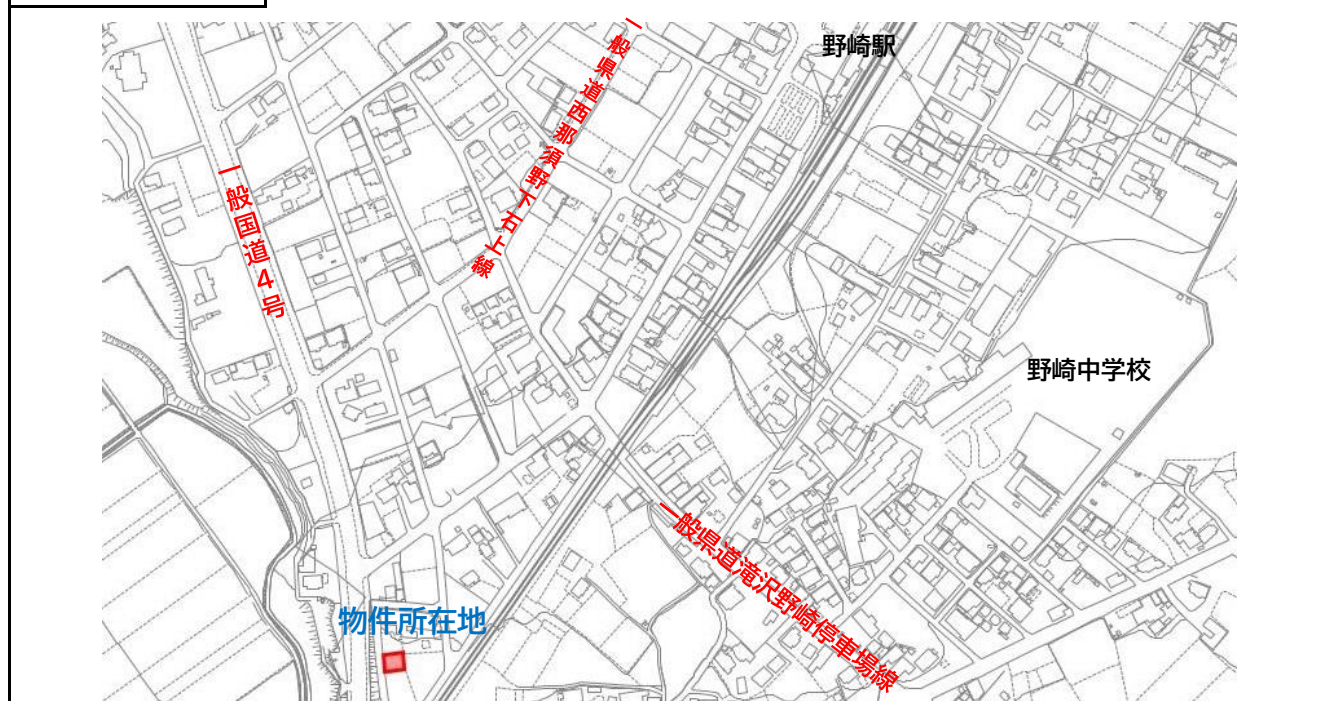 野崎駅
一般県道西那須野下石上線
一般国道4号
野崎中学校
一般県道滝沢野崎停車場線
物件所在地